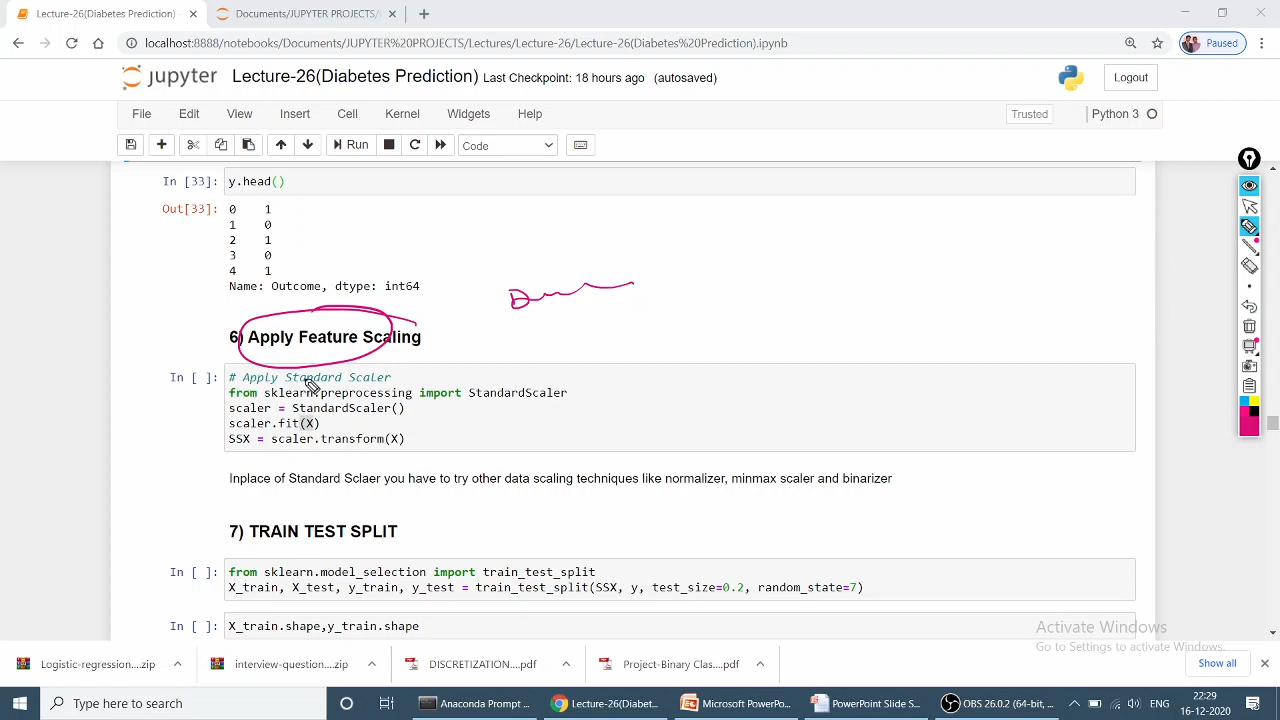 Lecture-26(Diabetes Prediction)
Documents/JUPYTER PROJECTS/
localhost:8888/notebooks/Documents/JUPYTER%20PROJECTS/Lectures/Lecture-26/Lecture-26(Diabetes%20Prediction).ipynb
Paused
jupyter Lecture-26(Diabetes Prediction) Last Checkpoint: 18 hours ago (autosaved)
Logout
File Edit View Insert Cell Kernel Widgets Help
Trusted
Python 3
Run
Code
In [33]: y.head()
Out[33]: 0 1
1 0
2 1
3 0
4 1
Name: Outcome, dtype: int64
6) Apply Feature Scaling
In [ ]: # Apply Standard Scaler
from sklearn.preprocessing import StandardScaler
scaler = StandardScaler()
scaler.fit(X)
SSX = scaler.transform(X)
Inplace of Standard Sclaer you have to try other data scaling techniques like normalizer, minmax scaler and binarizer
7) TRAIN TEST SPLIT
In [ ]: from sklearn.model_selection import train_test_split
X_train, X_test, y_train, y_test = train_test_split(SSX, y, test_size=0.2, random_state=7)
In [ ]: X_train.shape,y_train.shape
Activate Windows
Go to Settings to activate Windows.
Logistic-regression....zip
interview-question....zip
DISCRETIZATION....pdf
Project-Binary Clas....pdf
Show all
Type here to search
Anaconda Prompt ...
Lecture-26(Diabet...
Microsoft PowerPo...
PowerPoint Slide S...
OBS 26.0.2 (64-bit, ...
ENG
22:29
16-12-2020